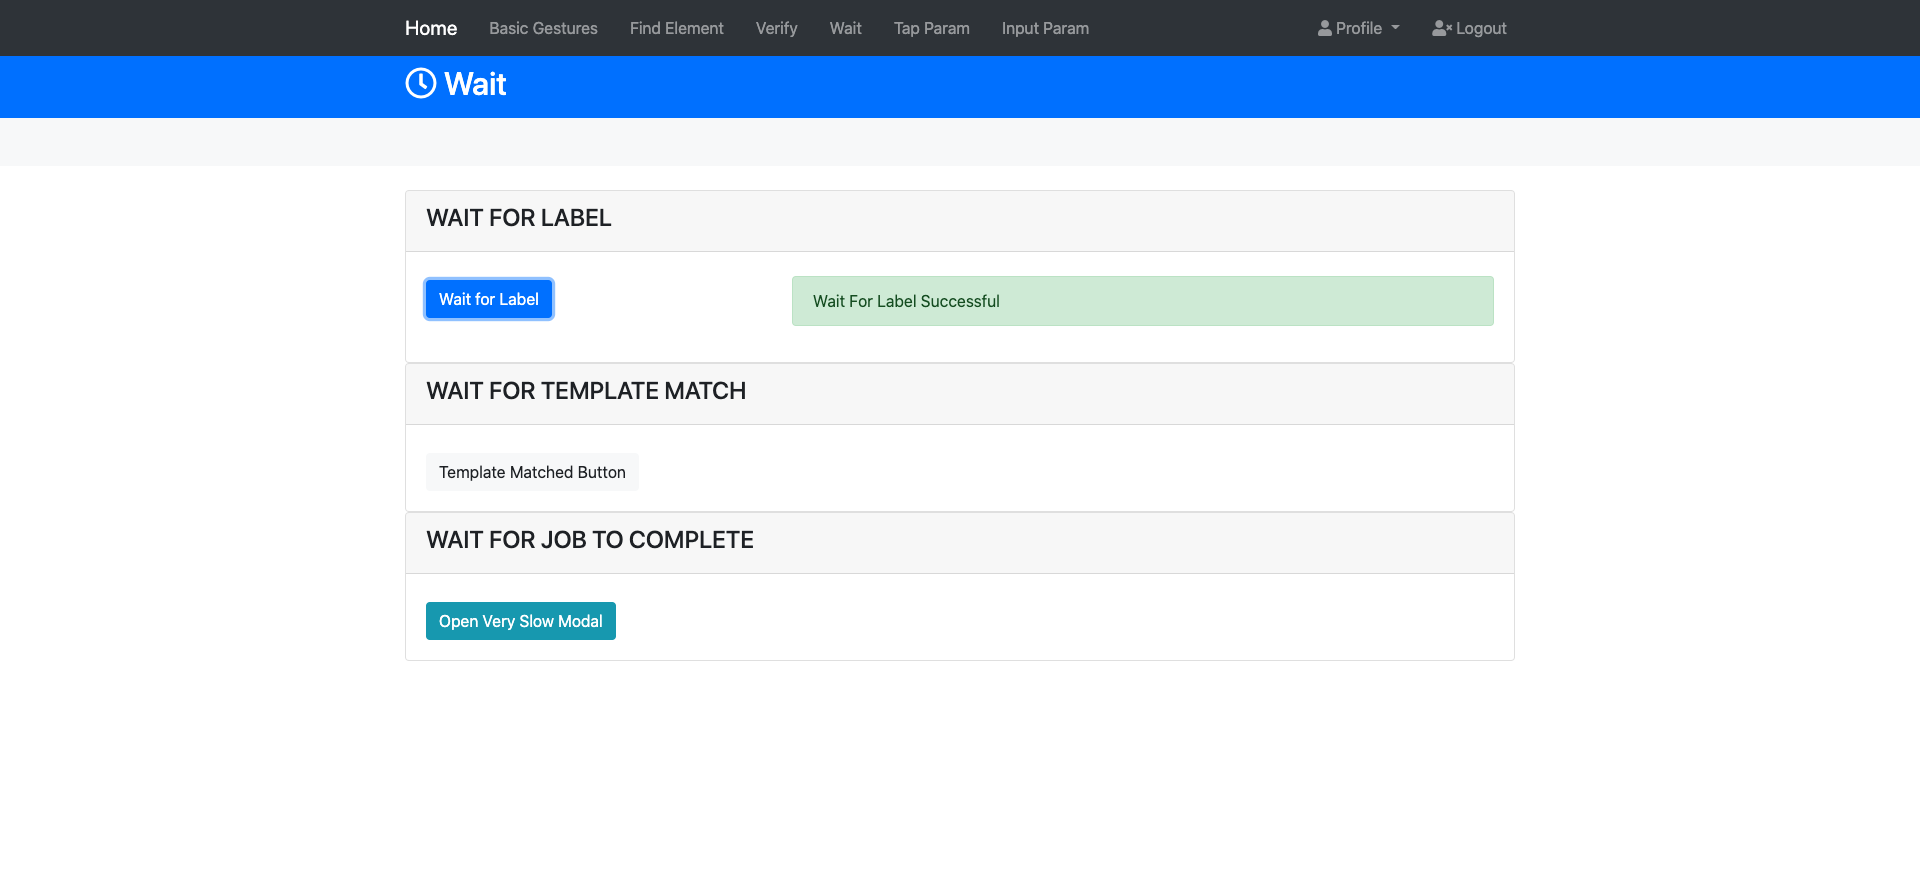 Home Basic Gestures Find Element Verify Wait Tap Param Input Param Profile Logout
Wait
WAIT FOR LABEL
Wait for Label Wait For Label Successful
WAIT FOR TEMPLATE MATCH
Template Matched Button
WAIT FOR JOB TO COMPLETE
Open Very Slow Modal